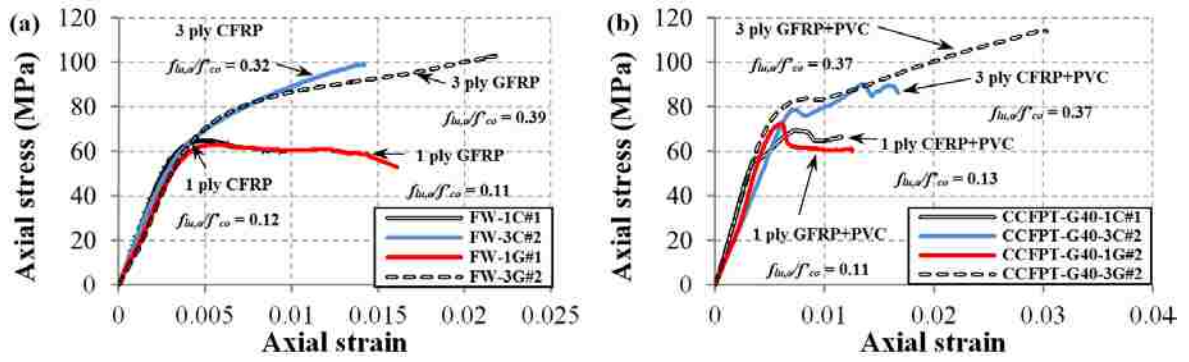 (a)
Axial stress (MPa)
120
100
80
60
40
20
0
3 ply CFRP
flu,a/f'co = 0.32
3 ply GFRP
flu,a/f'co = 0.39
1 ply GFRP
1 ply CFRP
flu,a/f'co = 0.11
flu,a/f'co = 0.12
FW-1C#1
FW-3C#2
FW-1G#1
FW-3G#2
0 0.005 0.01 0.015 0.02 0.025
Axial strain
(b)
Axial stress (MPa)
120
100
80
60
40
20
0
3 ply GFRP+PVC
flu,a/f'co = 0.37
3 ply CFRP+PVC
flu,a/f'co = 0.37
1 ply CFRP+PVC
flu,a/f'co = 0.13
1 ply GFRP+PVC
flu,a/f'co = 0.11
CCFPT-G40-1C#1
CCFPT-G40-3C#2
CCFPT-G40-1G#2
CCFPT-G40-3G#2
0 0.01 0.02 0.03 0.04
Axial strain